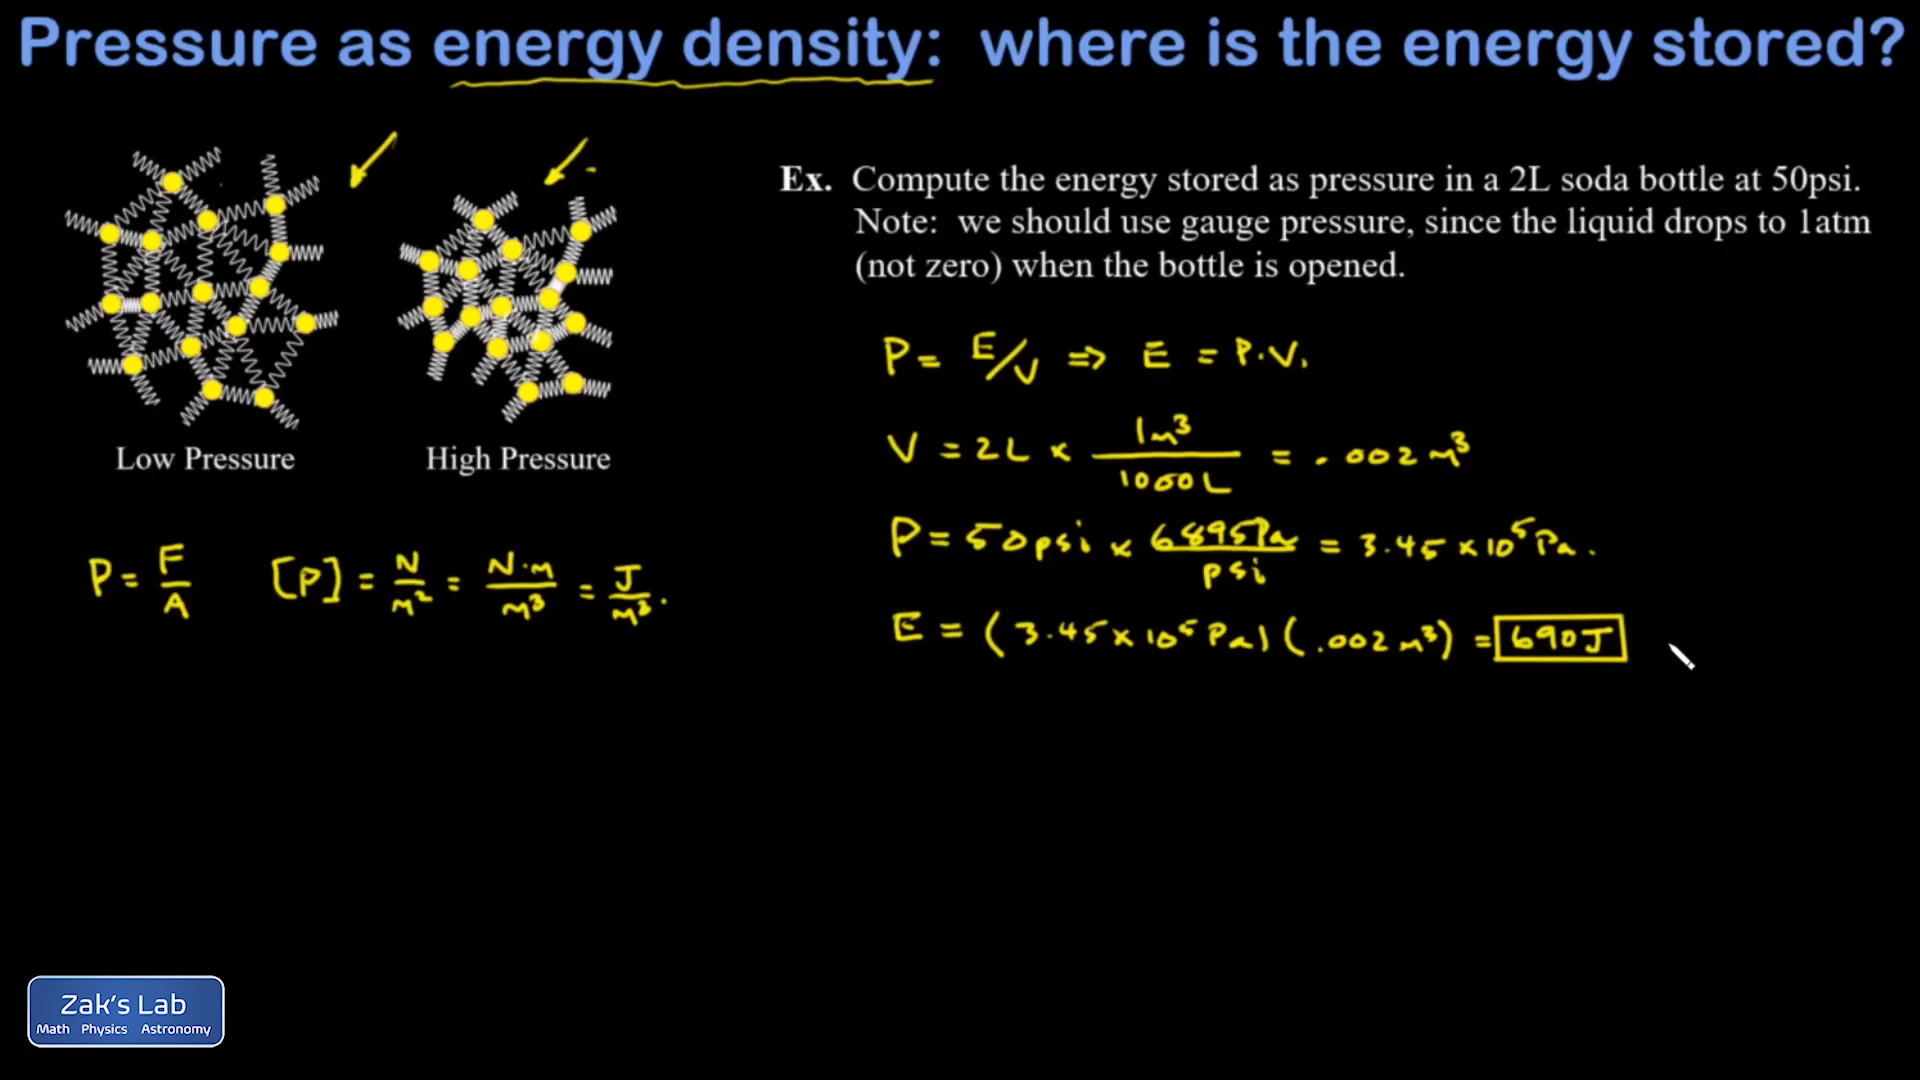 Pressure as energy density: where is the energy stored?
Low Pressure
High Pressure
P = F/A [P] = N/m² = N·m/m³ = J/m³.
Ex. Compute the energy stored as pressure in a 2L soda bottle at 50psi.
Note: we should use gauge pressure, since the liquid drops to 1atm
(not zero) when the bottle is opened.
P = E/V ⇒ E = P·V.
V = 2L × 1m³/1000L = .002m³
P = 50psi × 6895Pa/psi = 3.45×10⁵Pa.
E = (3.45×10⁵Pa)(.002m³) = 690J
Zak's Lab
Math Physics Astronomy